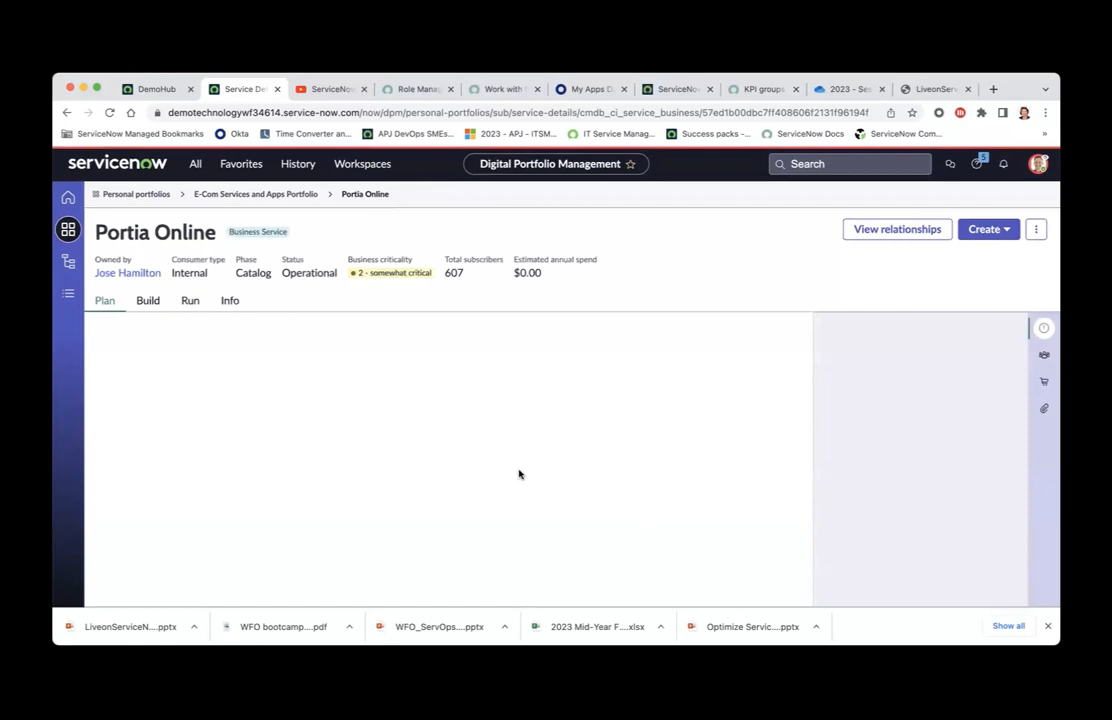 DemoHub
Service De
ServiceNov
Role Manag
Work with
My Apps D
ServiceNov
KPI groups
2023 - Ses
LiveonServ
demotechnologywf34614.service-now.com/now/dpm/personal-portfolios/sub/service-details/cmdb_ci_service_business/57ed1b00dbc7ff408606f2131f96194f
ServiceNow Managed Bookmarks
Okta
Time Converter an...
APJ DevOps SMEs...
2023 - APJ - ITSM...
IT Service Manag...
Success packs -...
ServiceNow Docs
ServiceNow Com...
»
servicenow
All
Favorites
History
Workspaces
Digital Portfolio Management
Search
5
Personal portfolios > E-Com Services and Apps Portfolio > Portia Online
Portia Online
Business Service
View relationships
Create
Owned by
Jose Hamilton
Consumer type
Internal
Phase
Catalog
Status
Operational
Business criticality
2 - somewhat critical
Total subscribers
607
Estimated annual spend
$0.00
Plan
Build
Run
Info
LiveonServiceN....pptx
WFO bootcamp....pdf
WFO_ServOps....pptx
2023 Mid-Year F....xlsx
Optimize Servic....pptx
Show all